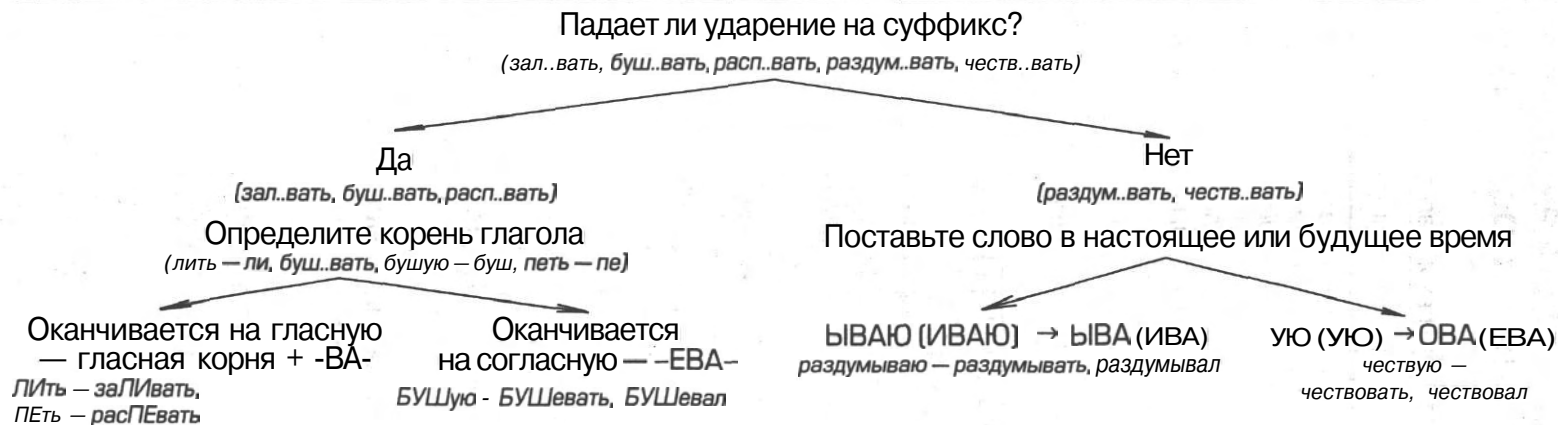 Падает ли ударение на суффикс?
(зал..вать, буш..вать, расп..вать, раздум..вать, честв..вать)
Да
(зал..вать, буш..вать, расп..вать)
Определите корень глагола
(лить — ли, буш..вать, бушую — буш, петь — пе)
Оканчивается на гласную
— гласная корня + -ВА-
ЛИть — заЛИвать,
ПЕть — расПЕвать
Оканчивается
на согласную — -ЕВА-
БУШую - БУШевать, БУШевал
Нет
(раздум..вать, честв..вать)
Поставьте слово в настоящее или будущее время
ЫВАЮ (ИВАЮ) → ЫВА (ИВА)
раздумываю — раздумывать, раздумывал
УЮ (УЮ) → ОВА (ЕВА)
чествую —
чествовать, чествовал